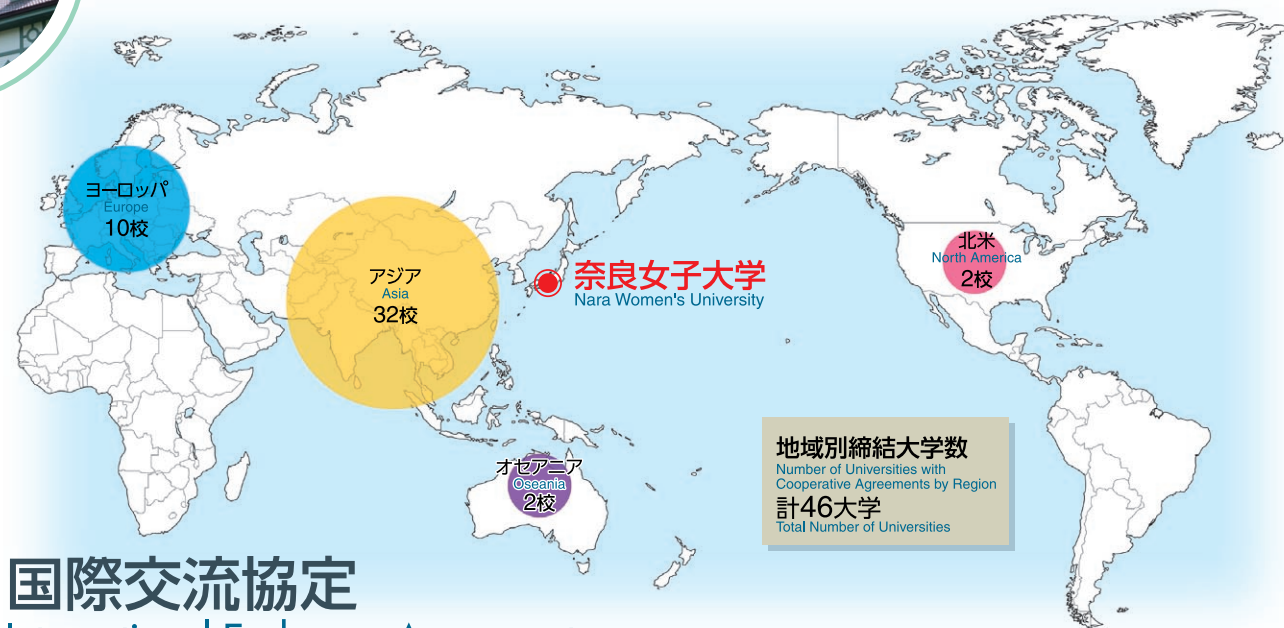 ヨーロッパ
Europe
10校
アジア
Asia
32校
奈良女子大学
Nara Women's University
北米
North America
2校
オセアニア
Oseania
2校
地域別締結大学数
Number of Universities with
Cooperative Agreements by Region
計46大学
Total Number of Universities
国際交流協定